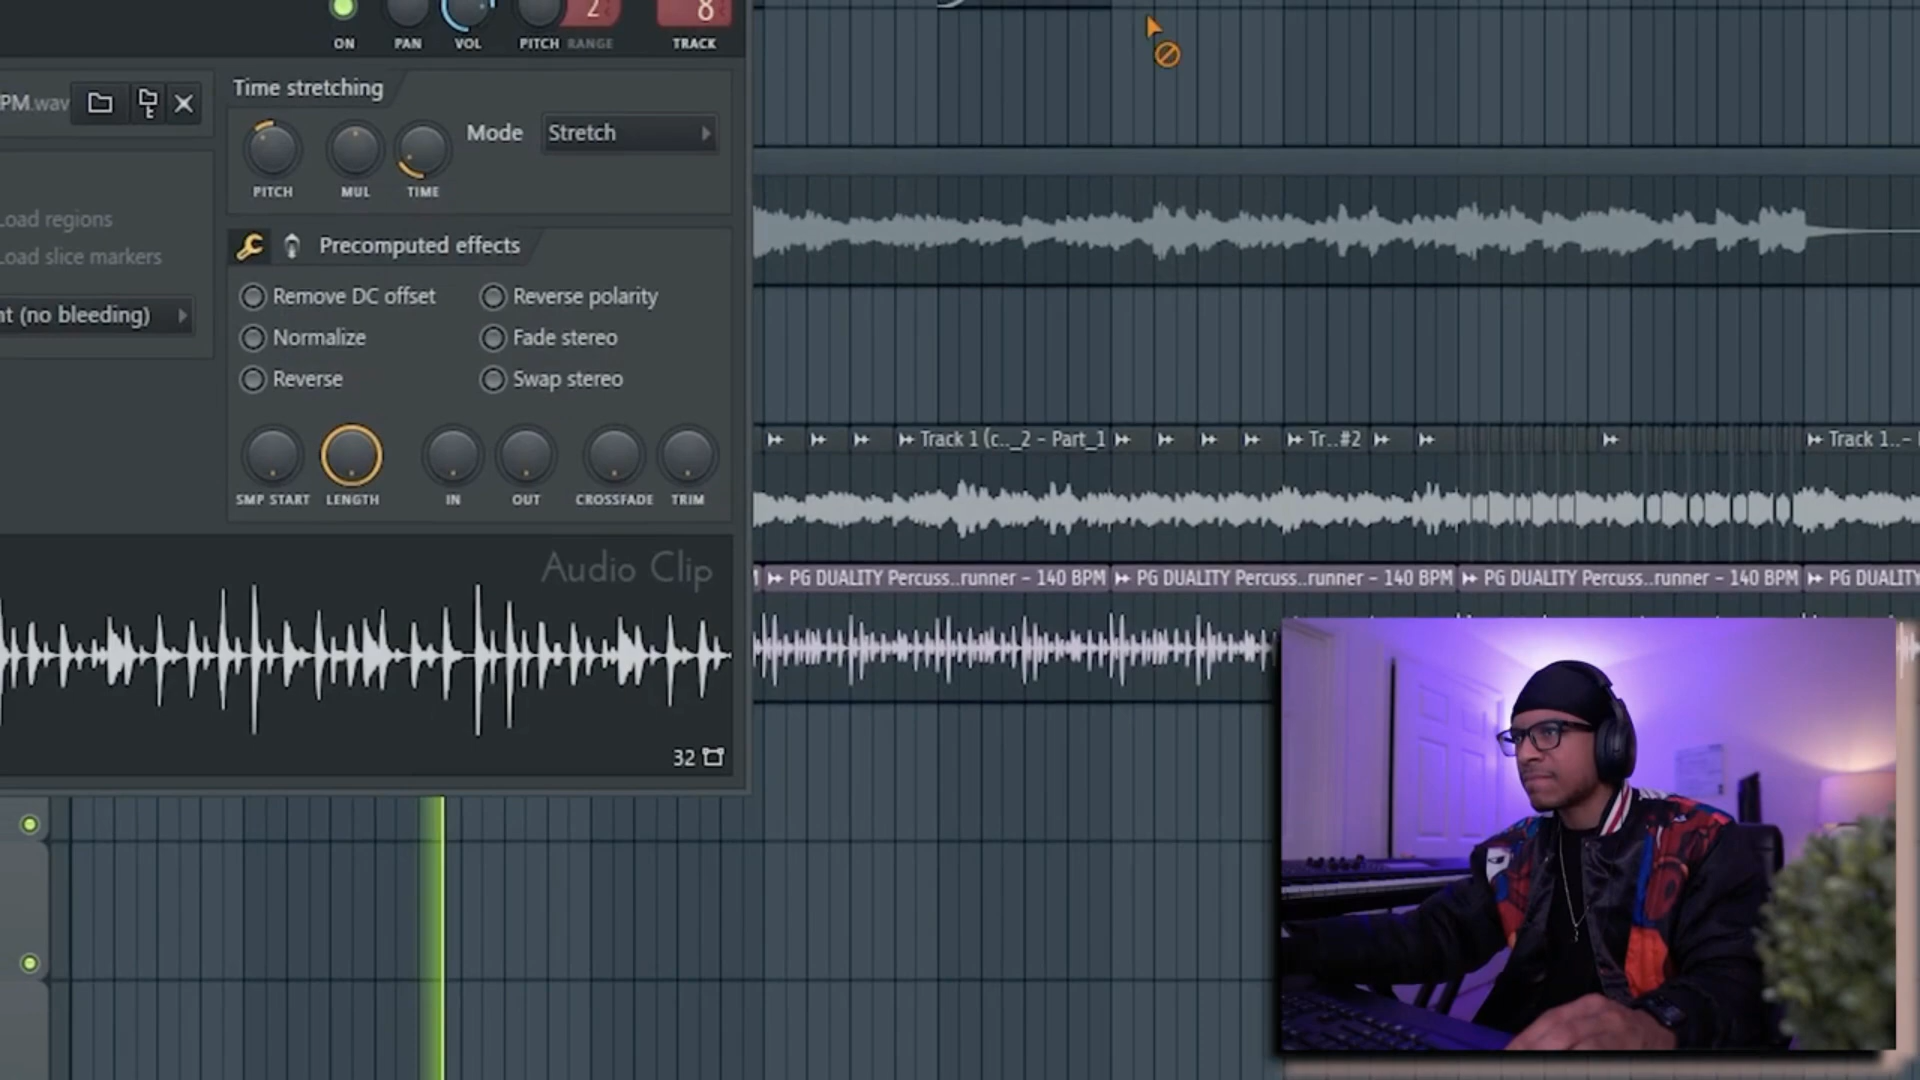 2
8
ON
PAN
VOL
PITCH
RANGE
TRACK
PM.wav
Time stretching
Mode
Stretch
PITCH
MUL
TIME
Load regions
Load slice markers
Precomputed effects
Remove DC offset
Reverse polarity
nt (no bleeding)
Normalize
Fade stereo
Reverse
Swap stereo
SMP START
LENGTH
IN
OUT
CROSSFADE
TRIM
Audio Clip
32
Track 1 (c.._2 - Part_1
Tr..#2
Track 1..-
PG DUALITY Percuss..runner - 140 BPM
PG DUALITY Percuss..runner - 140 BPM
PG DUALITY Percuss..runner - 140 BPM
PG DUALITY